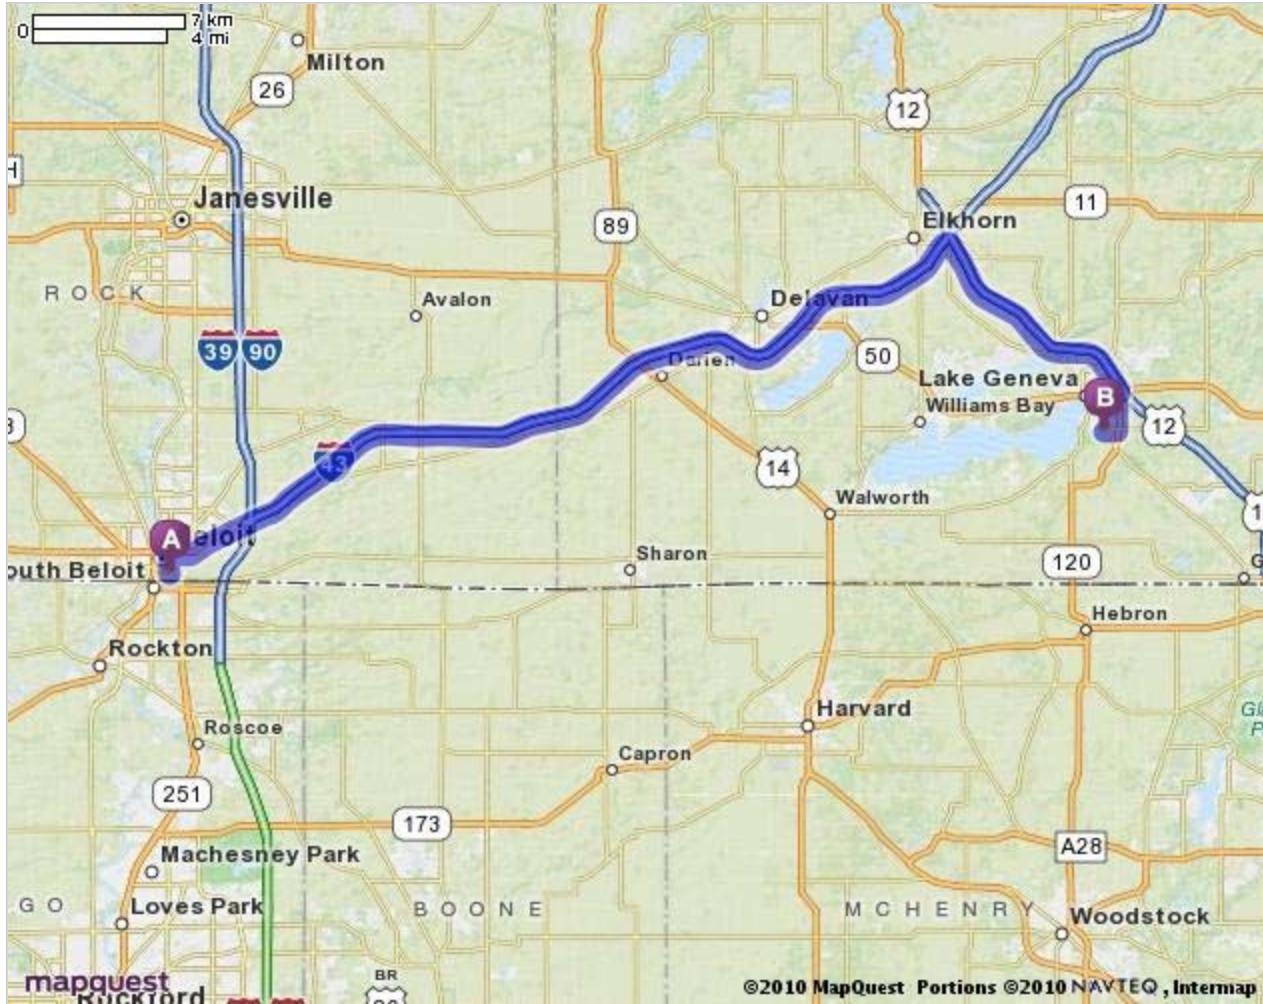 0
7 km
4 mi
Milton
26
12
H
Janesville
11
Elkhorn
89
ROCK
Avalon
Delavan
39
90
50
Darien
Lake Geneva
B
Williams Bay
12
43
14
Walworth
A
eloit
Sharon
outh Beloit
120
G
Hebron
Rockton
Harvard
Roscoe
Capron
251
173
A28
Machesney Park
GO
Loves Park
BOONE
MCHENRY
Woodstock
BR
mapquest
Rockford
©2010 MapQuest Portions ©2010 NAVTEQ, Intermap